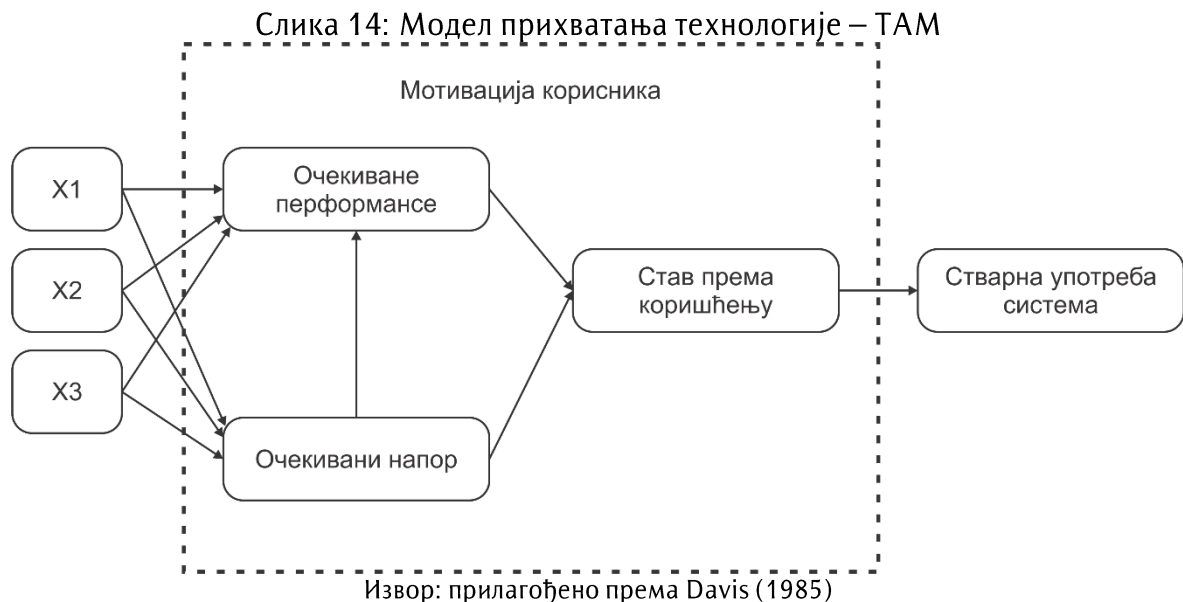 Слика 14: Модел прихватања технологије – ТАМ
Мотивација корисника
X1
Очекиване
перформансе
X2
Став према
коришћењу
Стварна употреба
система
X3
Очекивани напор
Извор: прилагођено према Davis (1985)